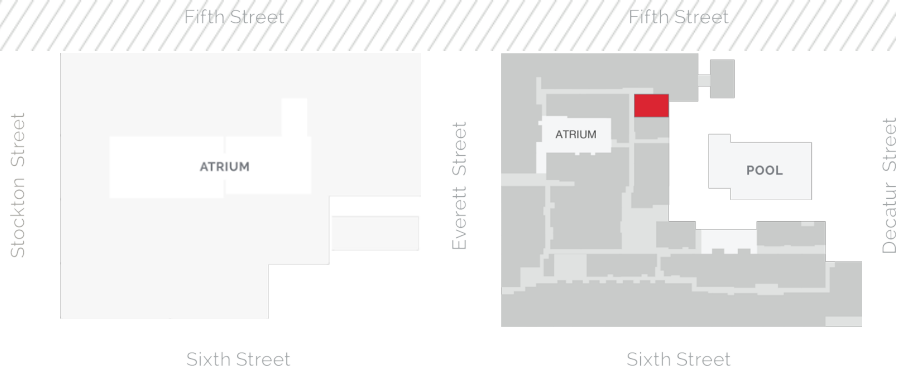 Fifth Street
Fifth Street
Stockton Street
ATRIUM
Everett Street
ATRIUM
POOL
Decatur Street
Sixth Street
Sixth Street